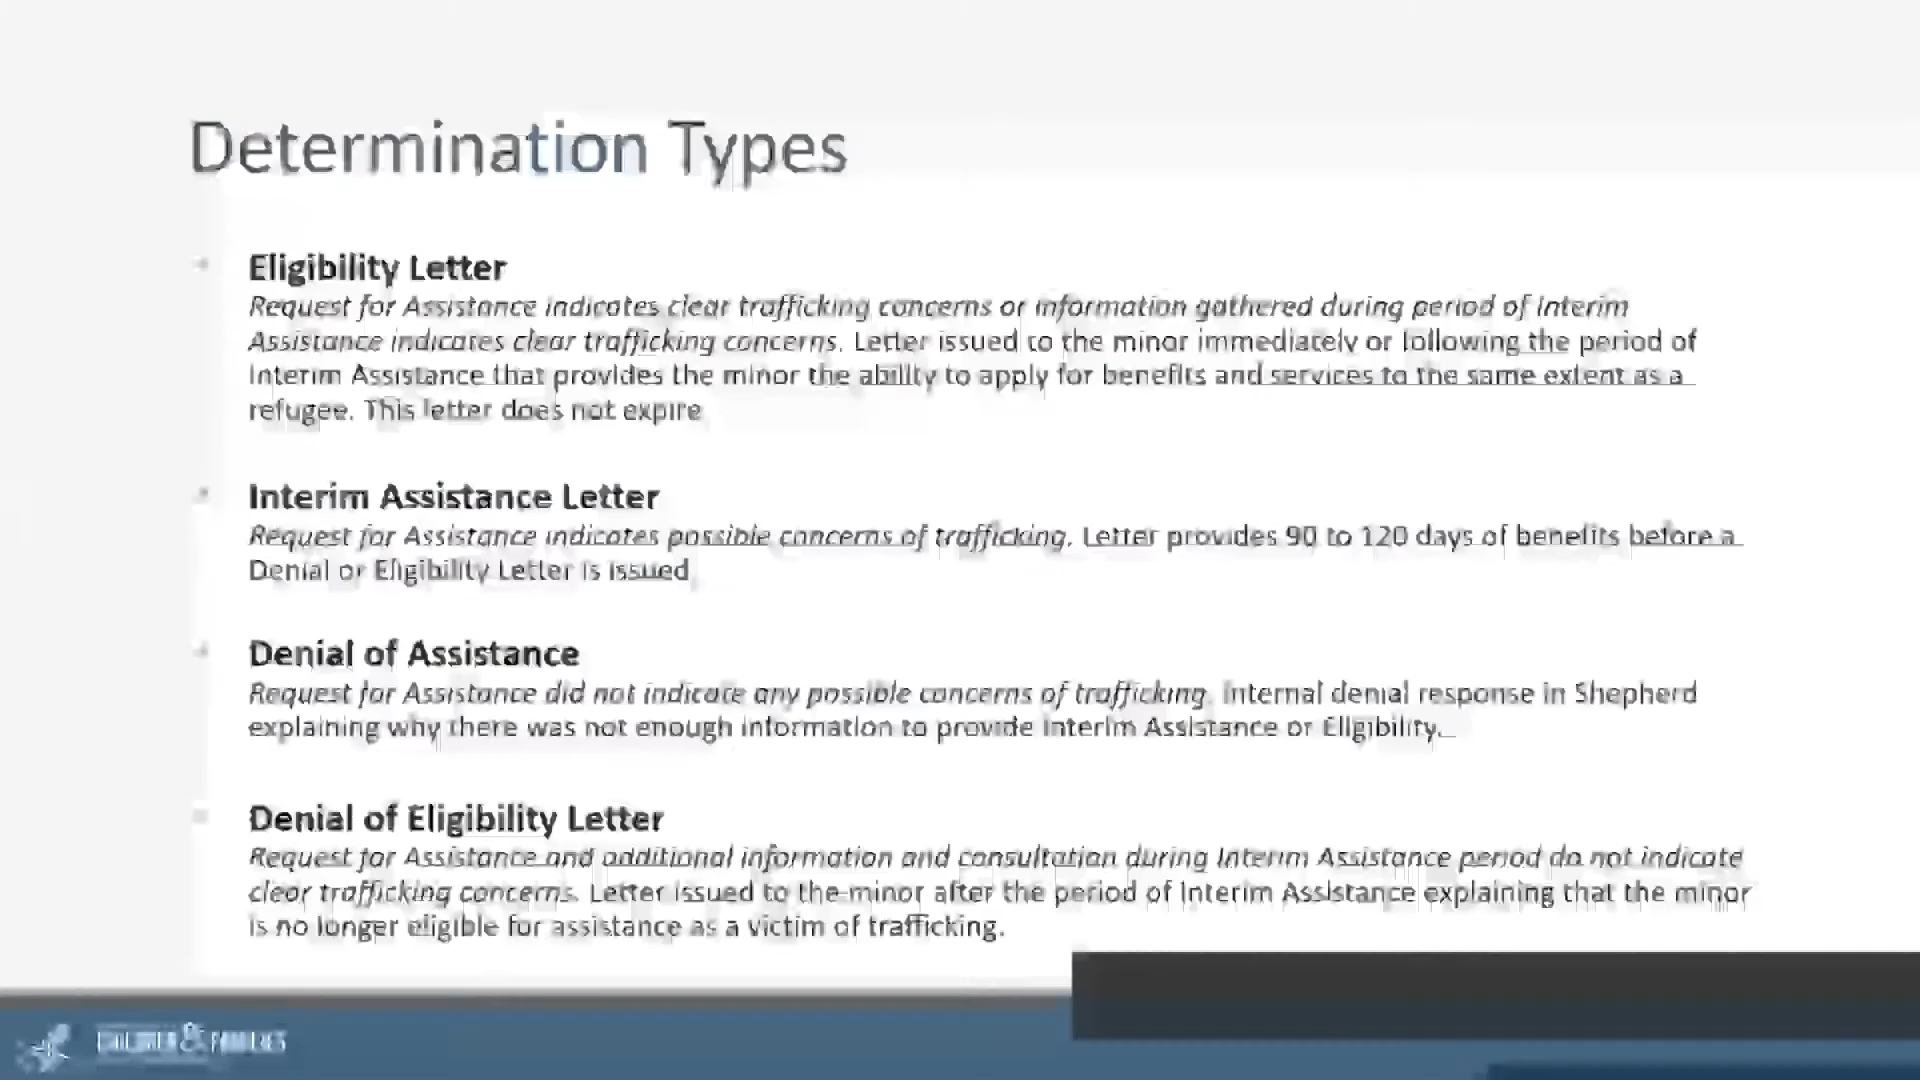 Determination Types
Eligibility Letter
Request for Assistance indicates clear trafficking concerns or information gathered during period of Interim
Assistance indicates clear trafficking concerns. Letter issued to the minor immediately or following the period of
Interim Assistance that provides the minor the ability to apply for benefits and services to the same extent as a
refugee. This letter does not expire
Interim Assistance Letter
Request for Assistance indicates possible concerns of trafficking. Letter provides 90 to 120 days of benefits before a
Denial or Eligibility Letter is issued
Denial of Assistance
Request for Assistance did not indicate any possible concerns of trafficking. Internal denial response in Shepherd
explaining why there was not enough information to provide Interim Assistance or Eligibility.
Denial of Eligibility Letter
Request for Assistance and additional information and consultation during Interim Assistance period do not indicate
clear trafficking concerns. Letter issued to the minor after the period of Interim Assistance explaining that the minor
is no longer eligible for assistance as a victim of trafficking.
CHILDREN & FAMILIES